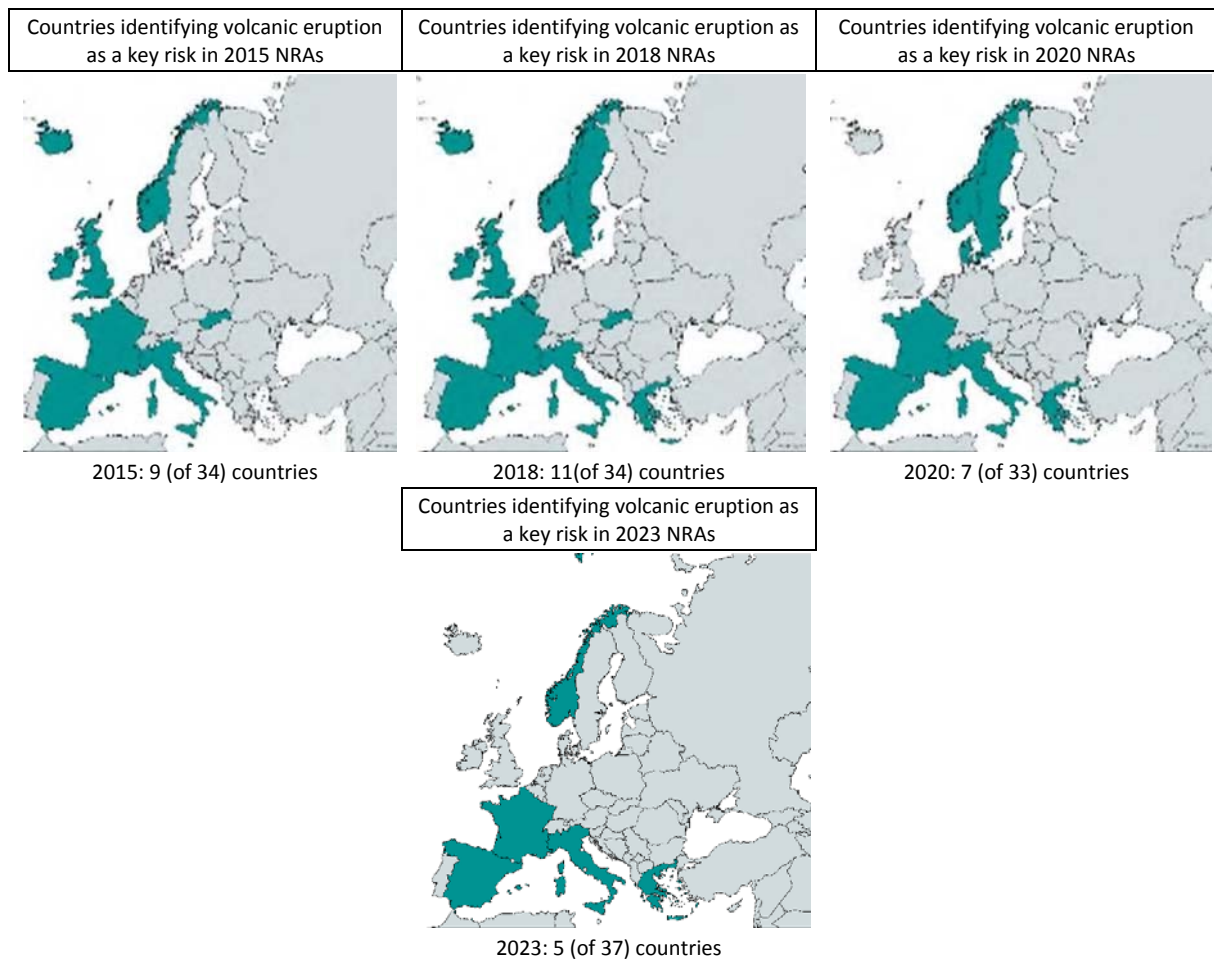 Countries identifying volcanic eruption
as a key risk in 2015 NRAs
Countries identifying volcanic eruption as
a key risk in 2018 NRAs
Countries identifying volcanic eruption
as a key risk in 2020 NRAs
2015: 9 (of 34) countries
2018: 11(of 34) countries
2020: 7 (of 33) countries
Countries identifying volcanic eruption as
a key risk in 2023 NRAs
2023: 5 (of 37) countries